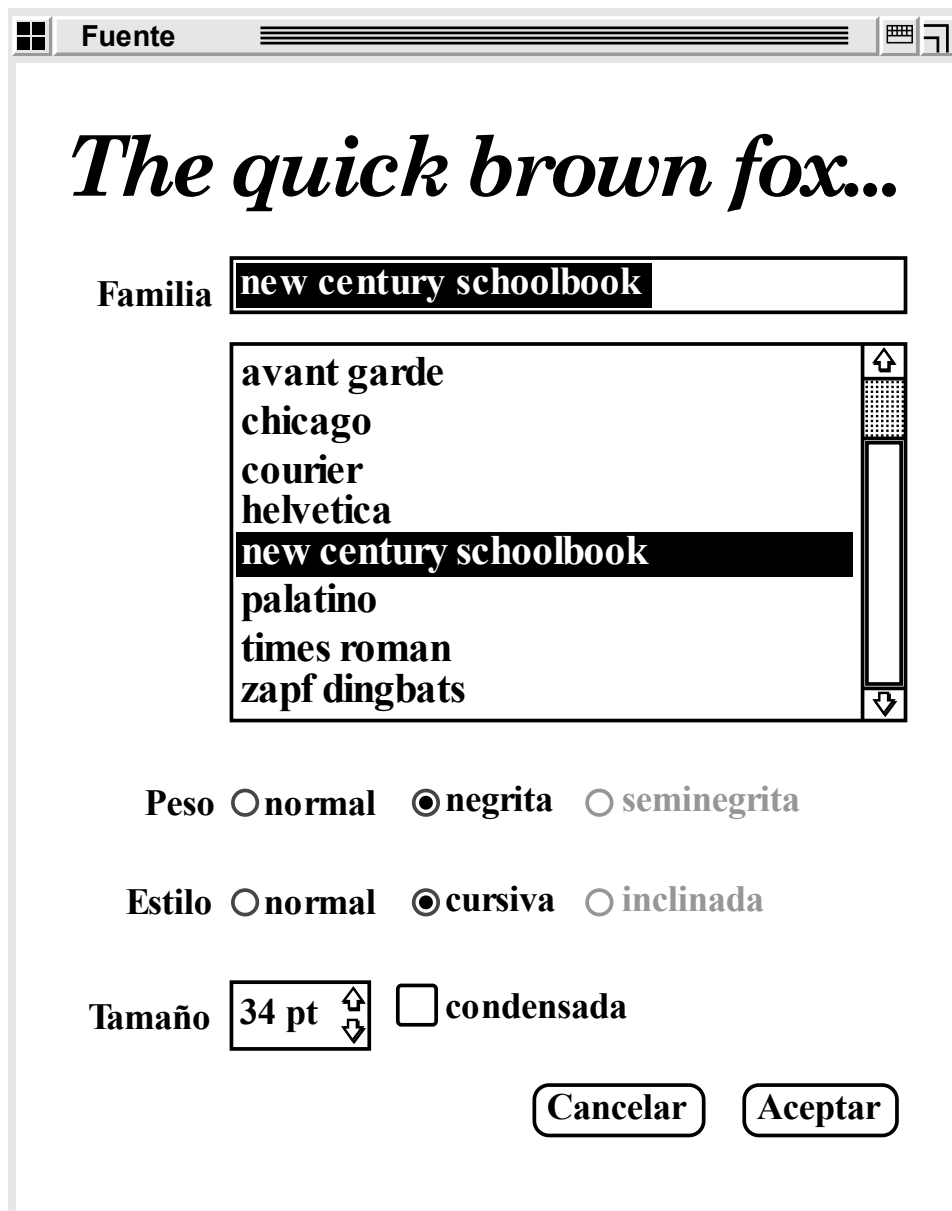 Fuente
The quick brown fox...
Familia new century schoolbook
avant garde
chicago
courier
helvetica
new century schoolbook
palatino
times roman
zapf dingbats
Peso normal negrita seminegrita
Estilo normal cursiva inclinada
Tamaño 34 pt condensada
Cancelar Aceptar